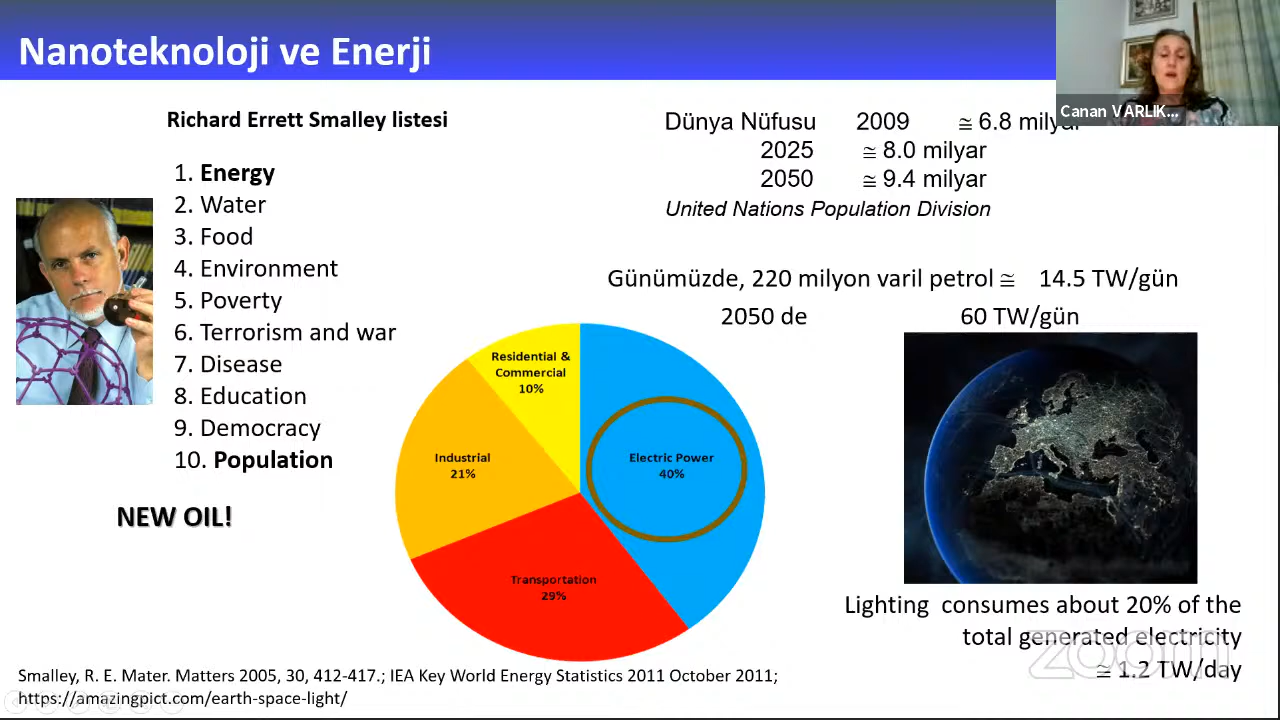 Nanoteknoloji ve Enerji
Canan VARLIK...
Richard Errett Smalley listesi
1. Energy
2. Water
3. Food
4. Environment
5. Poverty
6. Terrorism and war
7. Disease
8. Education
9. Democracy
10. Population
NEW OIL!
Dünya Nüfusu 2009 ≅ 6.8 milyar
2025 ≅ 8.0 milyar
2050 ≅ 9.4 milyar
United Nations Population Division
Günümüzde, 220 milyon varil petrol ≅ 14.5 TW/gün
2050 de 60 TW/gün
Residential &
Commercial
10%
Industrial
21%
Electric Power
40%
Transportation
29%
Lighting consumes about 20% of the
total generated electricity
≅ 1.2 TW/day
zoom
Smalley, R. E. Mater. Matters 2005, 30, 412-417.; IEA Key World Energy Statistics 2011 October 2011;
https://amazingpict.com/earth-space-light/